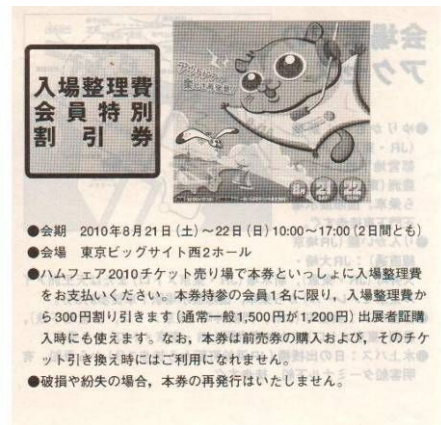 入場整理費
会員特別
割引券
8月 21 22
●会期 2010年8月21日(土)～22日(日)10:00～17:00(2日間とも)
●会場 東京ビッグサイト西2ホール
●ハムフェア2010チケット売り場で本券といっしょに入場整理費
をお支払いください。本券持参の会員1名に限り,入場整理費か
ら300円割り引きます(通常一般1,500円が1,200円)出展者証購
入時にも使えます。なお,本券は前売券の購入および,そのチケ
ット引き換え時にはご利用になれません。
●破損や紛失の場合,本券の再発行はいたしません。